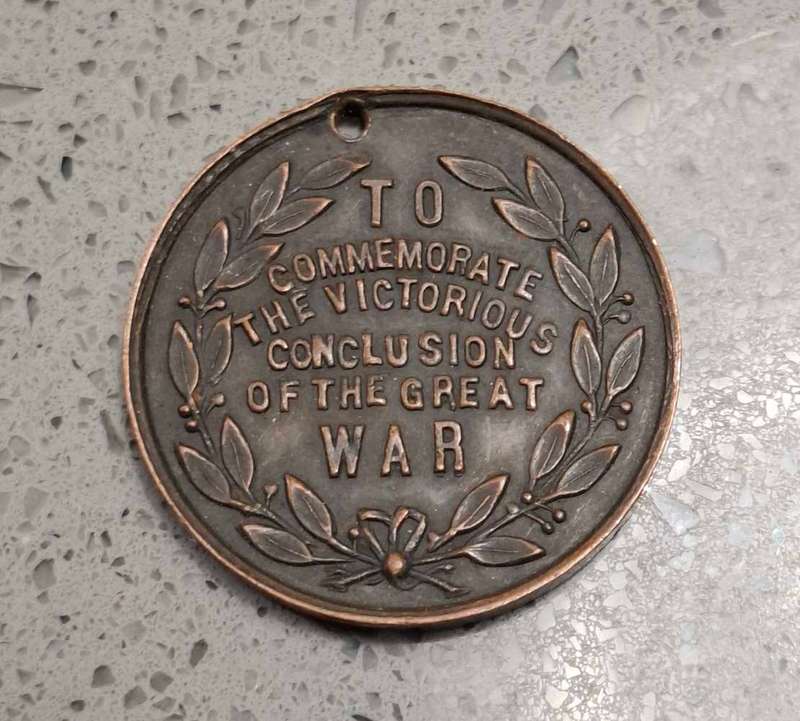 TO
COMMEMORATE
THE VICTORIOUS
CONCLUSION
OF THE GREAT
WAR